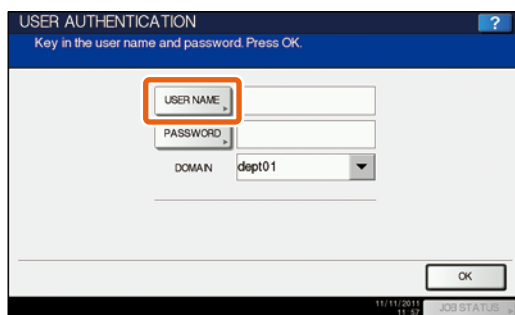 USER AUTHENTICATION
?
Key in the user name and password. Press OK.
USER NAME
PASSWORD
DOMAIN dept01
OK
11/11/2011
11:57
JOB STATUS